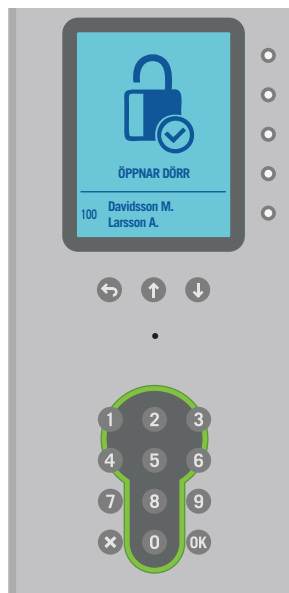 ÖPPNAR DÖRR
100 Davidsson M.
Larsson A.
1 2 3
4 5 6
7 8 9
0 OK